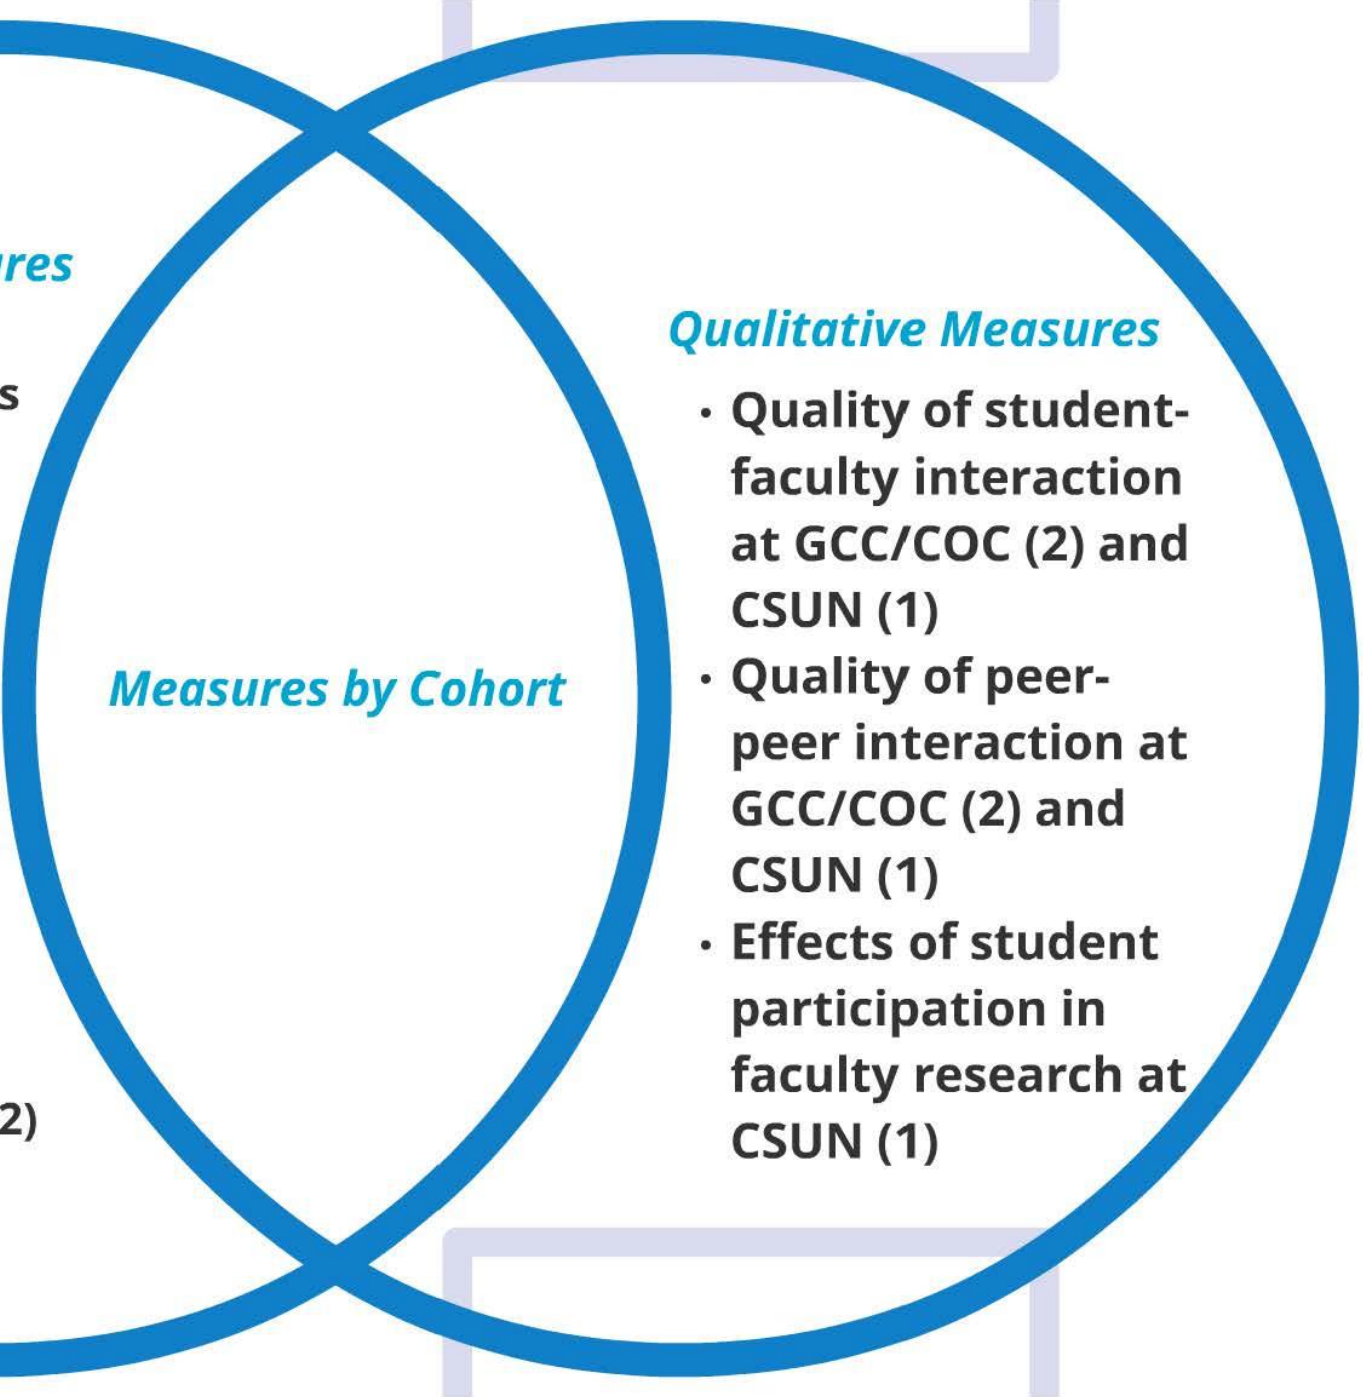 Qualitative Measures
· Quality of student-
faculty interaction
at GCC/COC (2) and
CSUN (1)
· Quality of peer-
peer interaction at
GCC/COC (2) and
CSUN (1)
· Effects of student
participation in
faculty research at
CSUN (1)
Measures by Cohort
2)